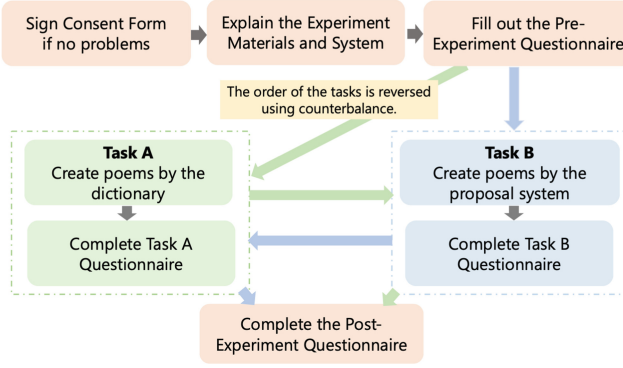 Sign Consent Form
if no problems
Explain the Experiment
Materials and System
Fill out the Pre-
Experiment Questionnaire
The order of the tasks is reversed
using counterbalance.
Task A
Create poems by the
dictionary
Complete Task A
Questionnaire
Task B
Create poems by the
proposal system
Complete Task B
Questionnaire
Complete the Post-
Experiment Questionnaire